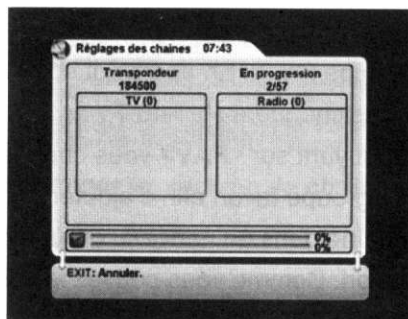 Réglages des chaines 07:43
Transpondeur En progression
184500 2/57
TV (0) Radio (0)
0%
0%
EXIT: Annuler.